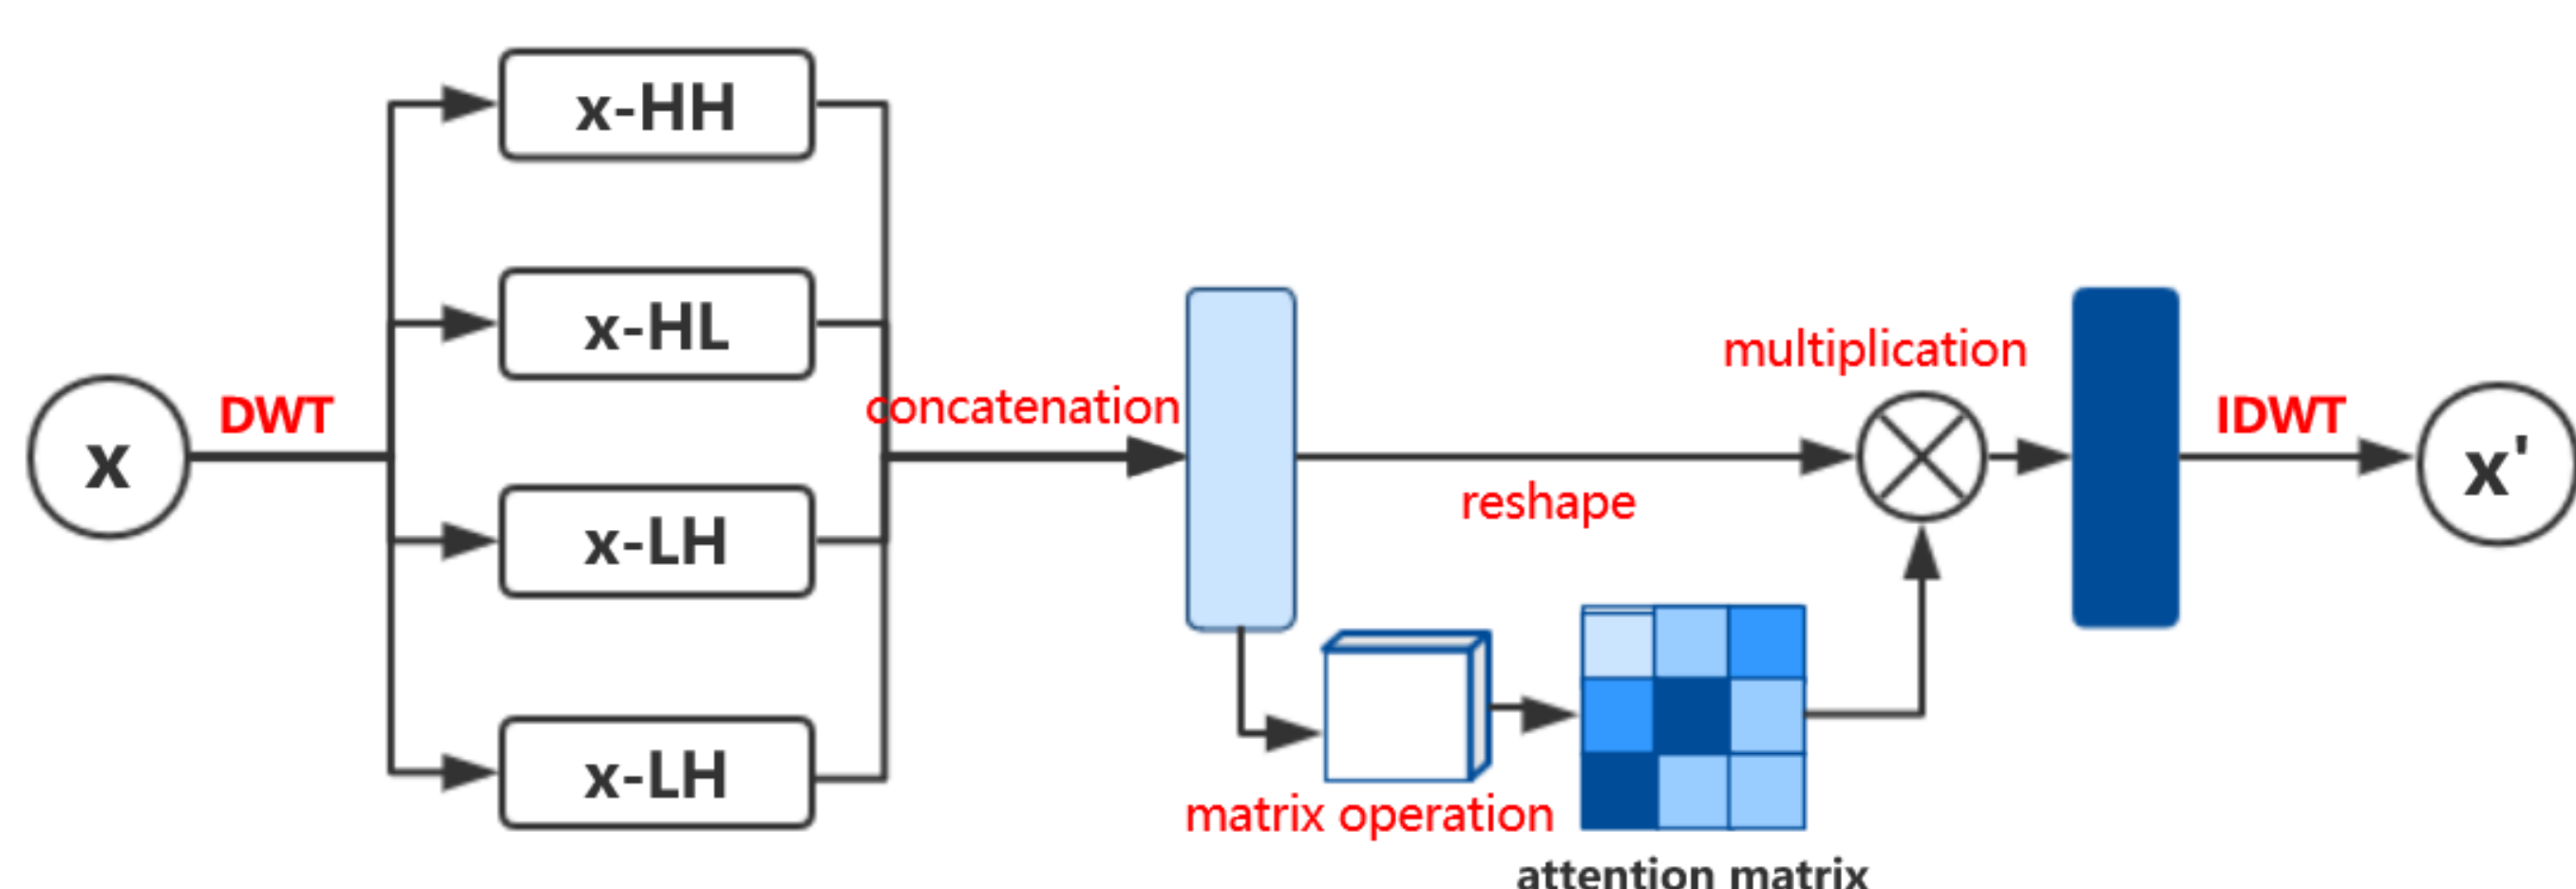 x
DWT
x-HH
x-HL
x-LH
x-LH
concatenation
reshape
matrix operation
attention matrix
multiplication
IDWT
x'